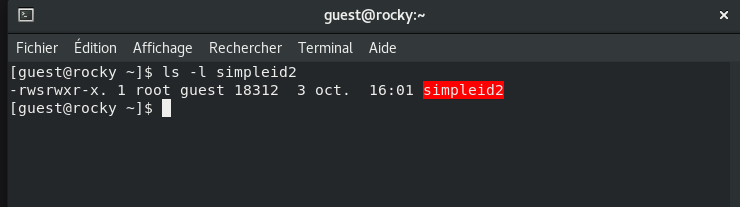 guest@rocky:~
Fichier Édition Affichage Rechercher Terminal Aide
[guest@rocky ~]$ ls -l simpleid2
-rwsrwxr-x. 1 root guest 18312  3 oct.  16:01 simpleid2
[guest@rocky ~]$